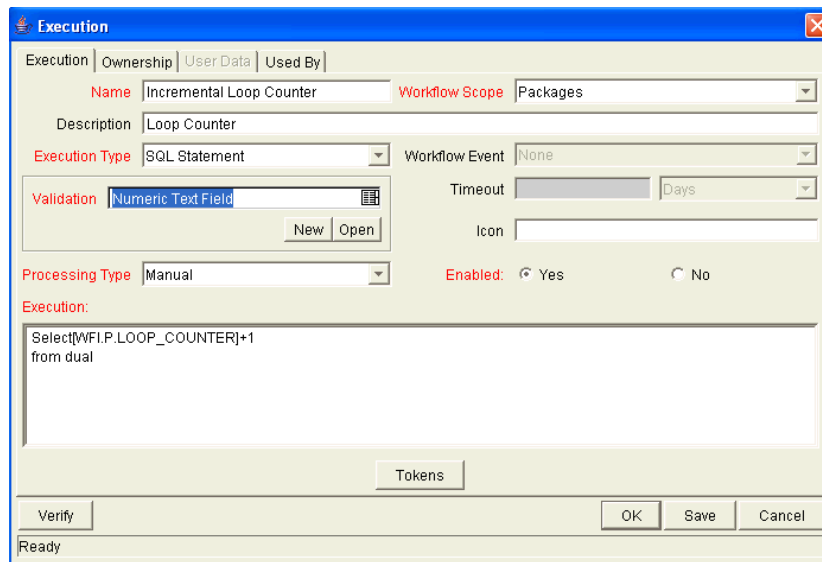 Execution
Execution Ownership User Data Used By
Name Incremental Loop Counter Workflow Scope Packages
Description Loop Counter
Execution Type SQL Statement Workflow Event None
Validation Numeric Text Field Timeout Days
New Open Icon
Processing Type Manual Enabled: Yes No
Execution:
Select[WFI.P.LOOP_COUNTER]+1
from dual
Tokens
Verify OK Save Cancel
Ready